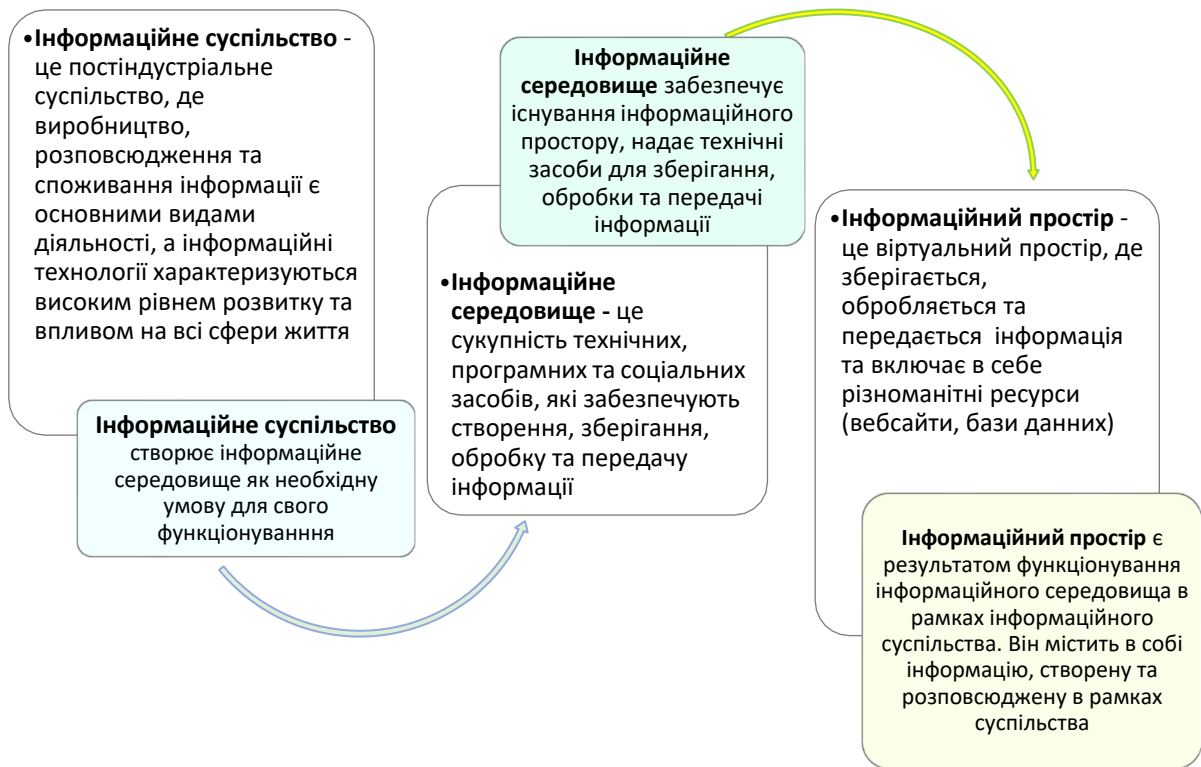 •Інформаційне суспільство -
це постіндустріальне
суспільство, де
виробництво,
розповсюдження та
споживання інформації є
основними видами
діяльності, а інформаційні
технології характеризуються
високим рівнем розвитку та
впливом на всі сфери життя
Інформаційне суспільство
створює інформаційне
середовище як необхідну
умову для свого
функціонуванння
Інформаційне
середовище забезпечує
існування інформаційного
простору, надає технічні
засоби для зберігання,
обробки та передачі
інформації
•Інформаційне
середовище - це
сукупність технічних,
програмних та соціальних
засобів, які забезпечують
створення, зберігання,
обробку та передачу
інформації
•Інформаційний простір -
це віртуальний простір, де
зберігається,
обробляється та
передається інформація
та включає в себе
різноманітні ресурси
(вебсайти, бази данних)
Інформаційний простір є
результатом функціонування
інформаційного середовища в
рамках інформаційного
суспільства. Він містить в собі
інформацію, створену та
розповсюджену в рамках
суспільства